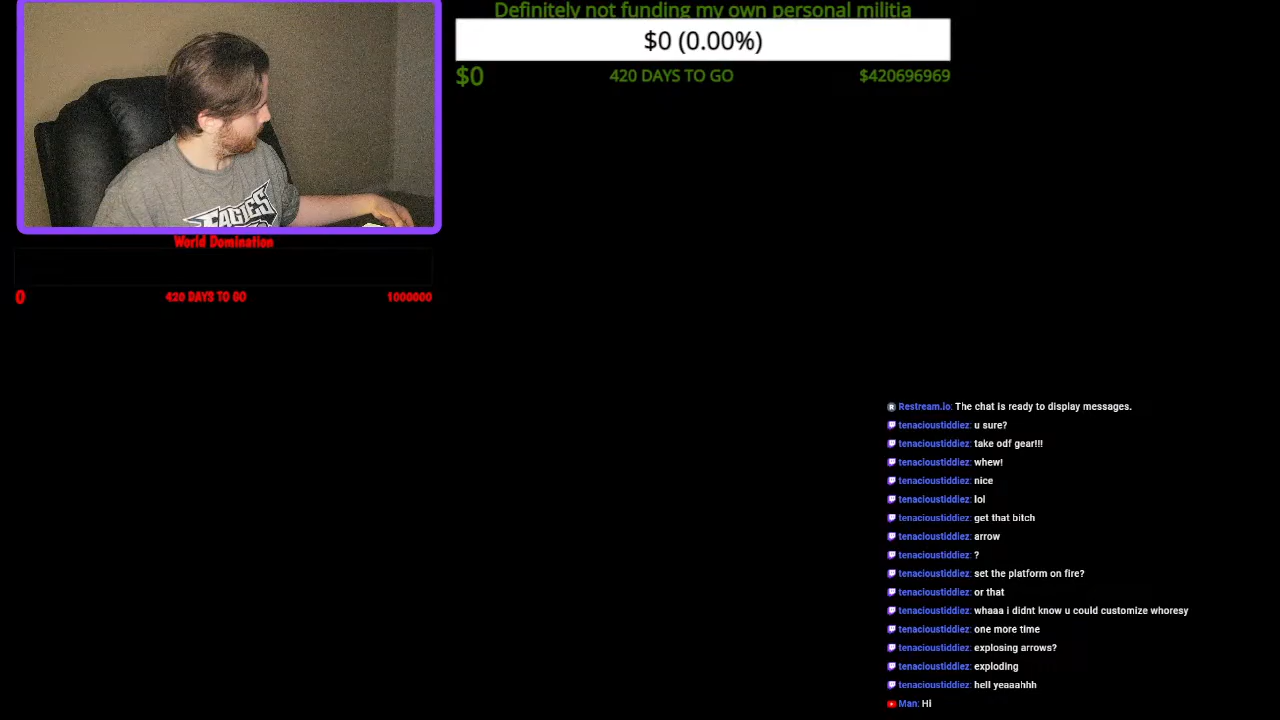 Definitely not funding my own personal militia
$0 (0.00%)
$0 420 DAYS TO GO $420696969
EAGLES
World Domination
0 420 DAYS TO GO 1000000
Restream.io: The chat is ready to display messages.
tenacioustiddiez: u sure?
tenacioustiddiez: take odf gear!!!
tenacioustiddiez: whew!
tenacioustiddiez: nice
tenacioustiddiez: lol
tenacioustiddiez: get that bitch
tenacioustiddiez: arrow
tenacioustiddiez: ?
tenacioustiddiez: set the platform on fire?
tenacioustiddiez: or that
tenacioustiddiez: whaaa i didnt know u could customize whoresy
tenacioustiddiez: one more time
tenacioustiddiez: explosing arrows?
tenacioustiddiez: exploding
tenacioustiddiez: hell yeaaahhh
Man: Hi